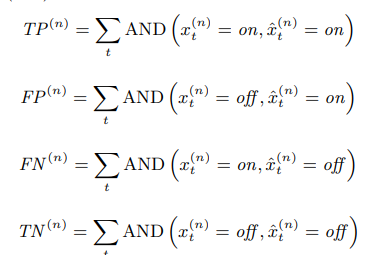 TP^{(n)} = \sum_t AND (x_t^{(n)} = on, \hat{x}_t^{(n)} = on)
FP^{(n)} = \sum_t AND (x_t^{(n)} = off, \hat{x}_t^{(n)} = on)
FN^{(n)} = \sum_t AND (x_t^{(n)} = on, \hat{x}_t^{(n)} = off)
TN^{(n)} = \sum_t AND (x_t^{(n)} = off, \hat{x}_t^{(n)} = off)